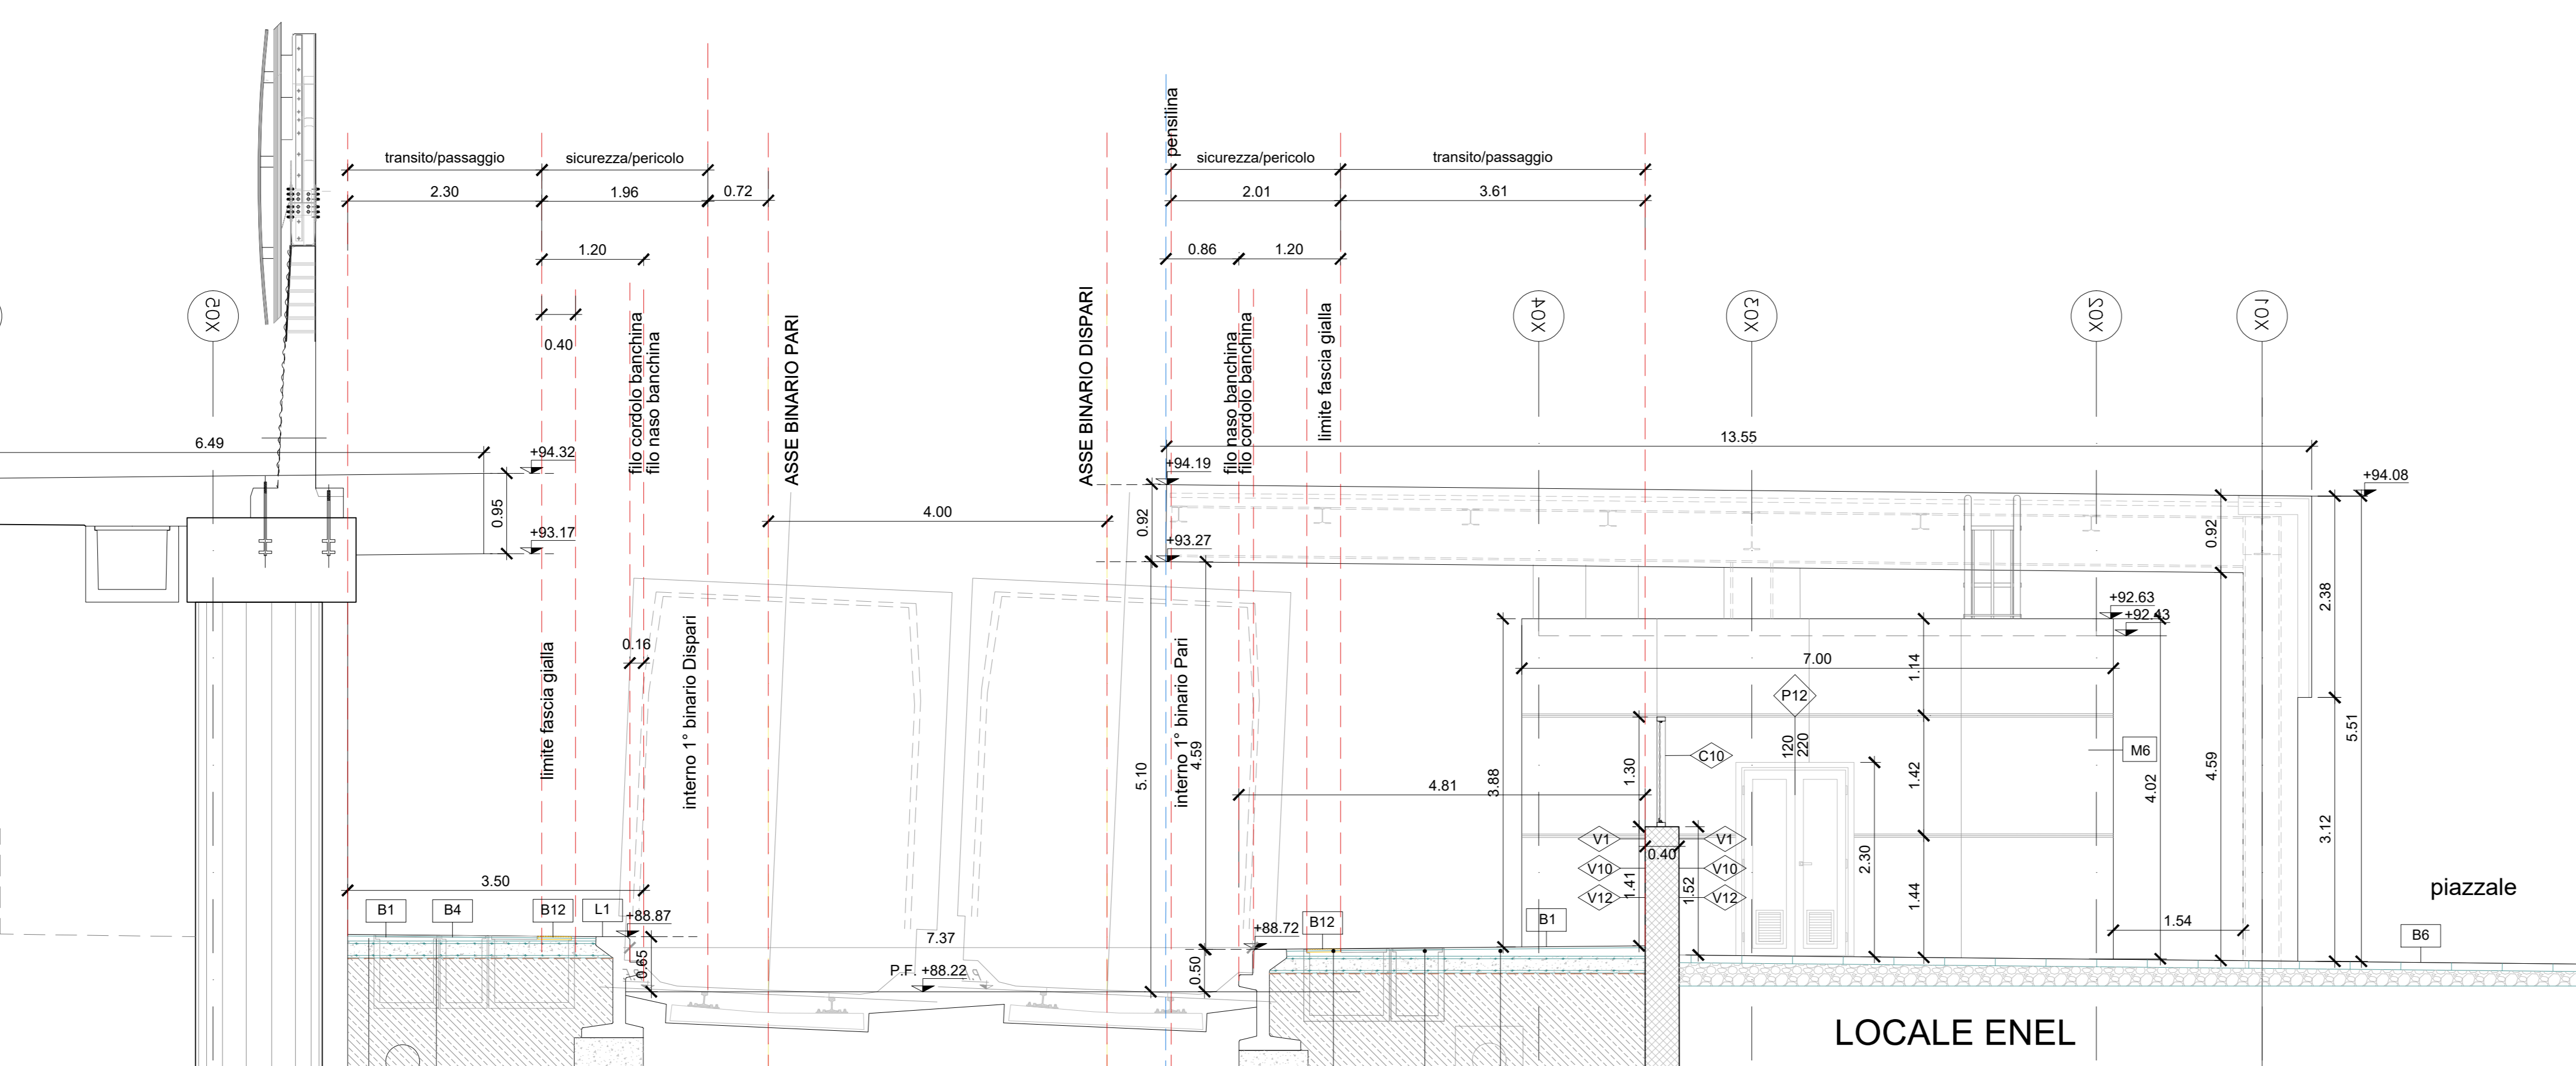 pensilina
transito/passaggio
sicurezza/pericolo
sicurezza/pericolo
transito/passaggio
2.30
1.96
0.72
2.01
3.61
1.20
0.86
1.20
X05
X04
X03
X02
X01
0.40
filo cordolo banchina
filo naso banchina
ASSE BINARIO PARI
ASSE BINARIO DISPARI
filo naso banchina
filo cordolo banchina
limite fascia gialla
6.49
13.55
+94.32
+94.19
+94.08
0.95
4.00
0.92
0.92
+93.17
+93.27
2.38
+92.63
+92.43
0.16
limite fascia gialla
interno 1° binario Dispari
interno 1° binario Pari
4.59
5.10
7.00
1.14
P12
120
220
5.51
M6
C10
1.30
1.42
4.59
4.02
3.88
4.81
3.12
V1
V1
0.40
V10
V10
2.30
V12
V12
1.41
1.52
1.44
3.50
piazzale
B1
B4
B12
L1
+88.87
7.37
+88.72
B12
B1
1.54
B6
0.65
P.F. +88.22
0.50
LOCALE ENEL